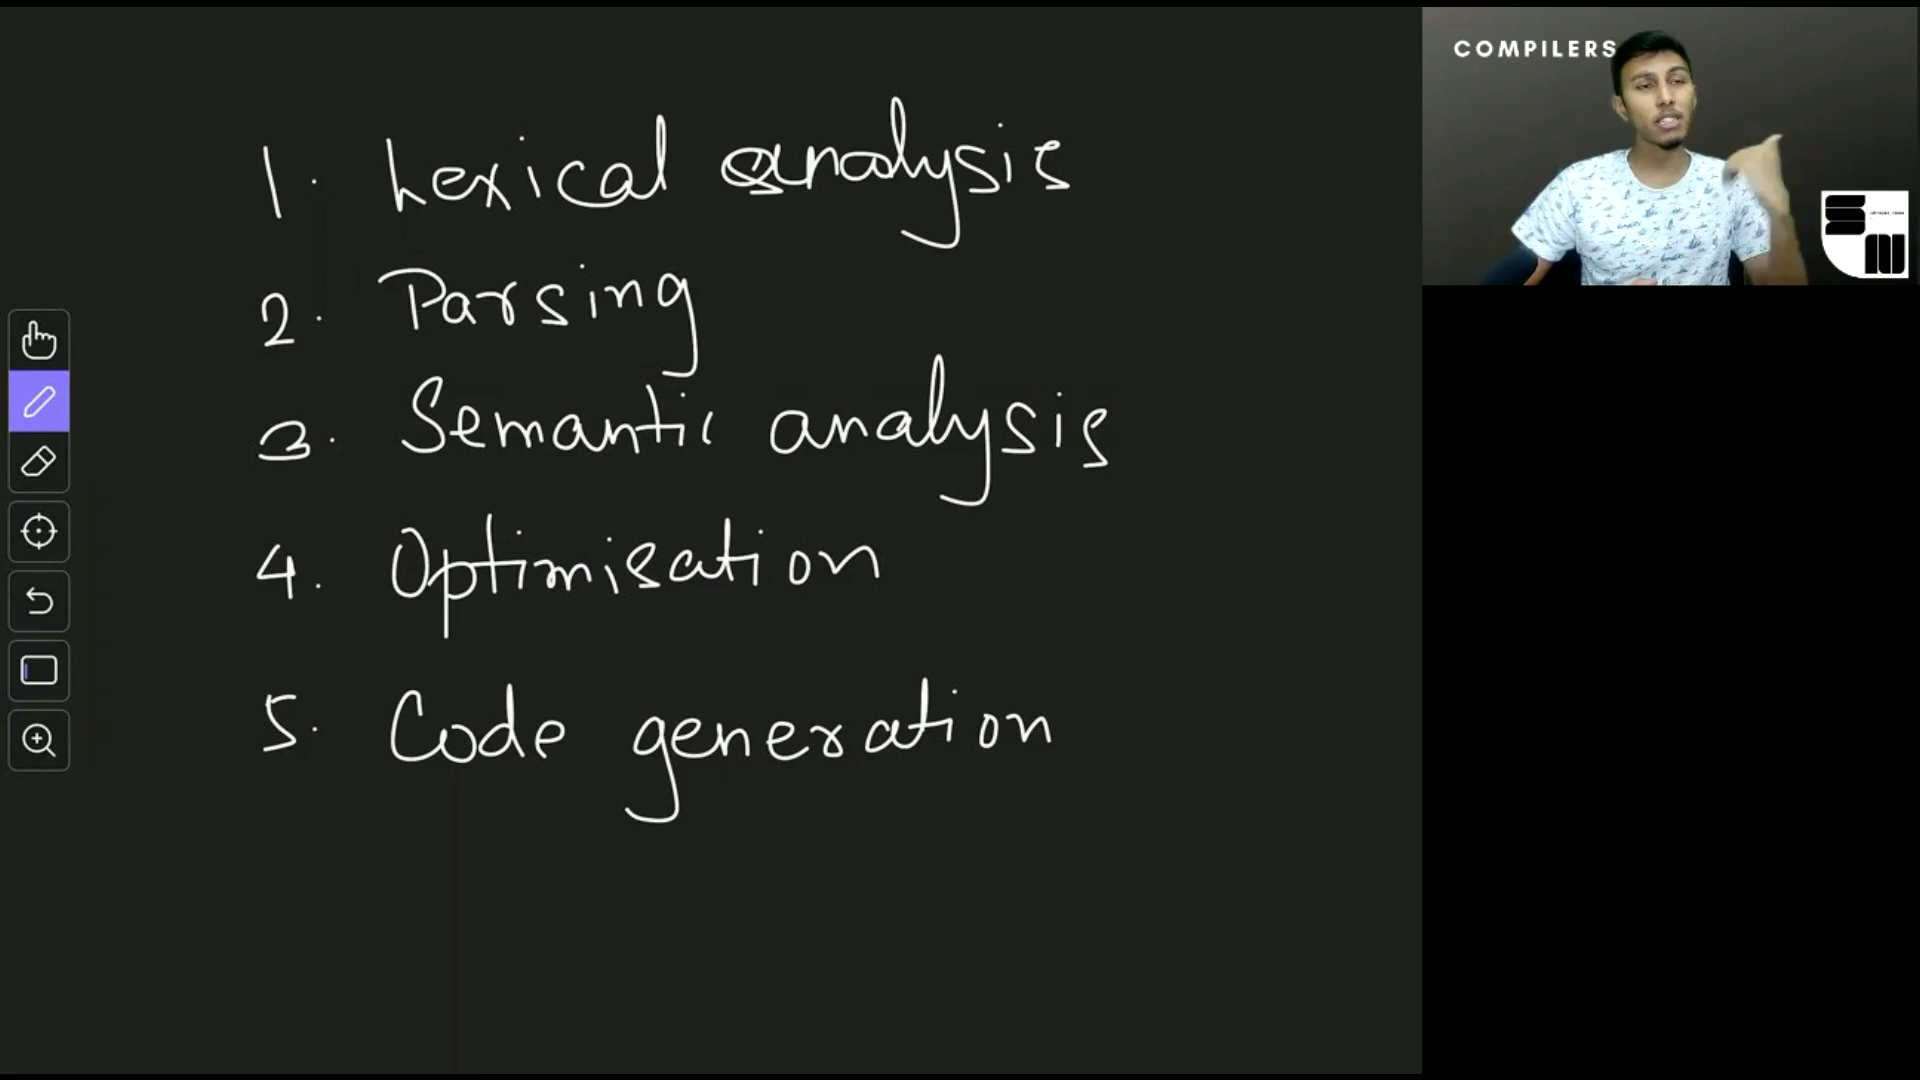 1. Lexical analysis
2. Parsing
3. Semantic analysis
4. Optimisation
5. Code generation
COMPILERS